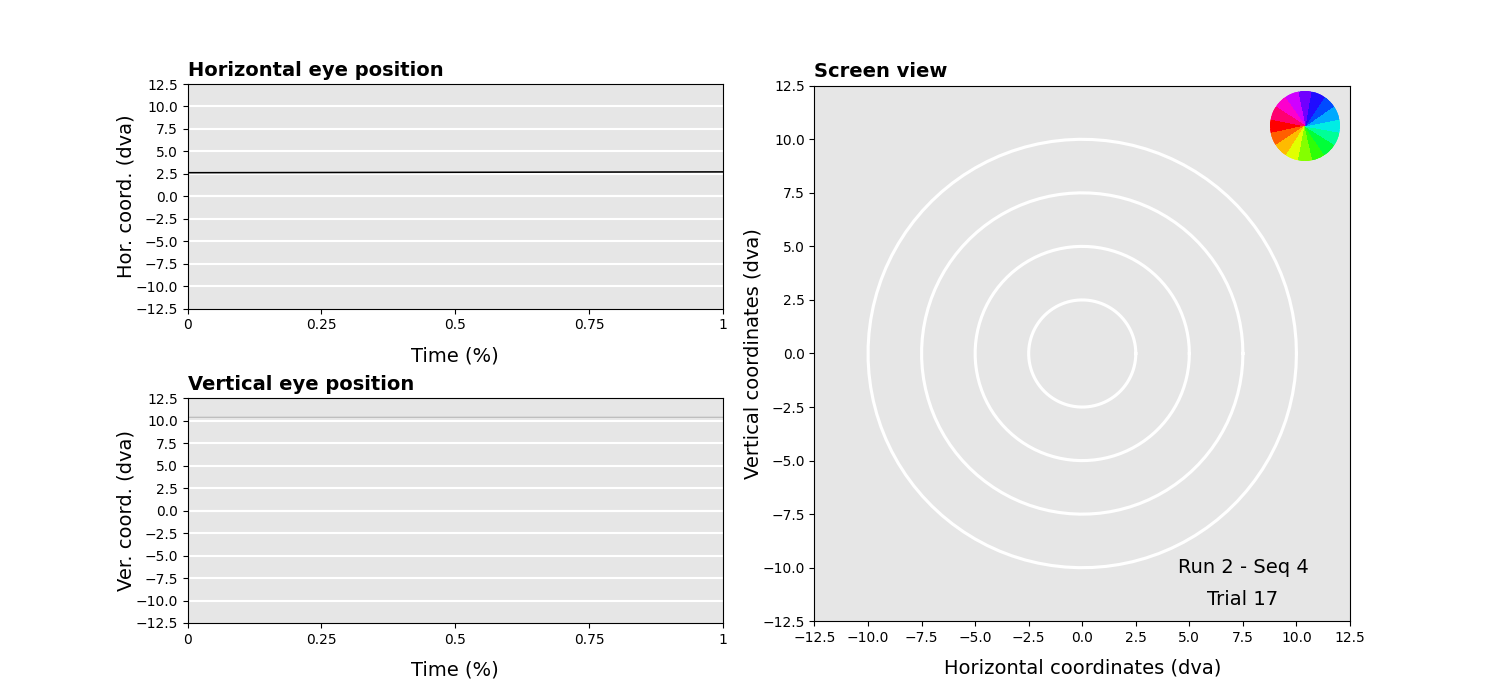 Horizontal eye position
12.5
10.0
7.5
5.0
2.5
0.0
−2.5
−5.0
−7.5
−10.0
−12.5
Hor. coord. (dva)
0 0.25 0.5 0.75 1
Time (%)
Vertical eye position
12.5
10.0
7.5
5.0
2.5
0.0
−2.5
−5.0
−7.5
−10.0
−12.5
Ver. coord. (dva)
0 0.25 0.5 0.75 1
Time (%)
Screen view
12.5
10.0
7.5
5.0
2.5
0.0
−2.5
−5.0
−7.5
−10.0
−12.5
Vertical coordinates (dva)
Run 2 - Seq 4
Trial 17
−12.5 −10.0 −7.5 −5.0 −2.5 0.0 2.5 5.0 7.5 10.0 12.5
Horizontal coordinates (dva)